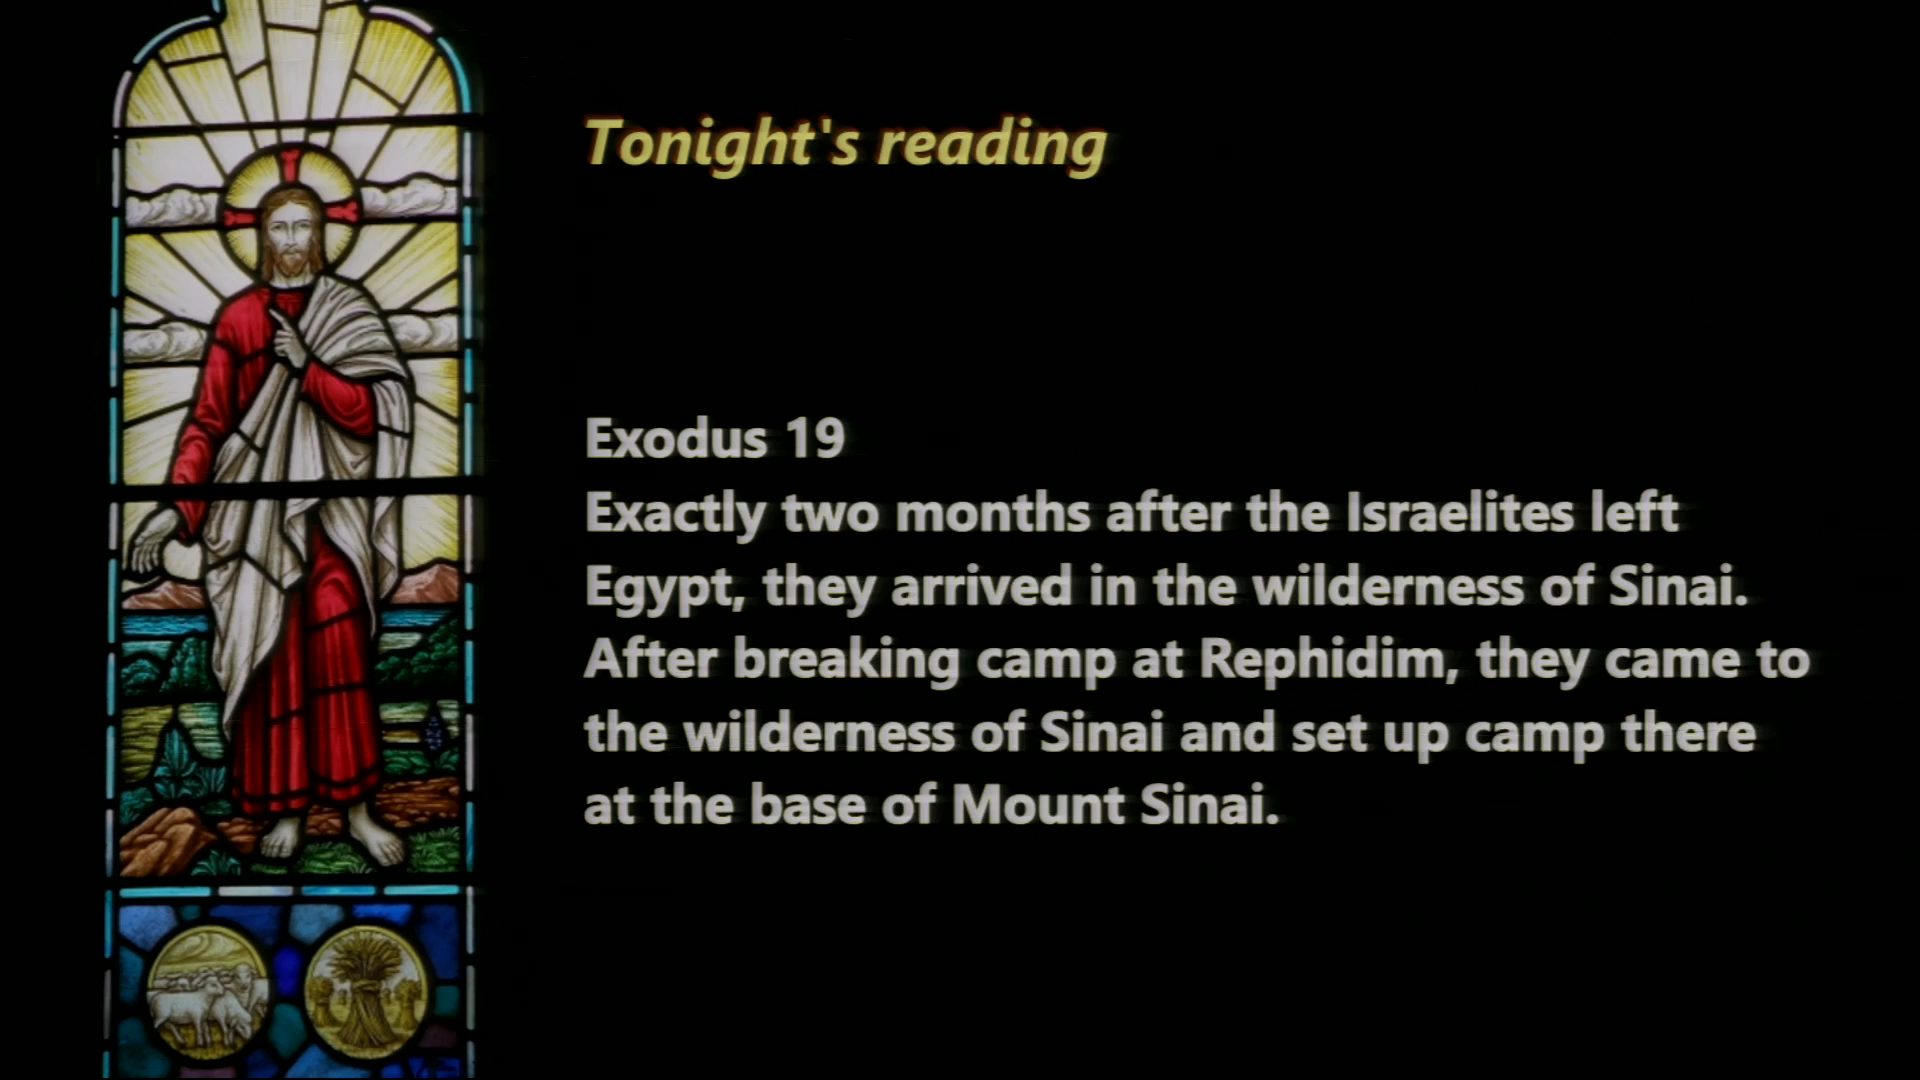 Tonight's reading
Exodus 19
Exactly two months after the Israelites left
Egypt, they arrived in the wilderness of Sinai.
After breaking camp at Rephidim, they came to
the wilderness of Sinai and set up camp there
at the base of Mount Sinai.